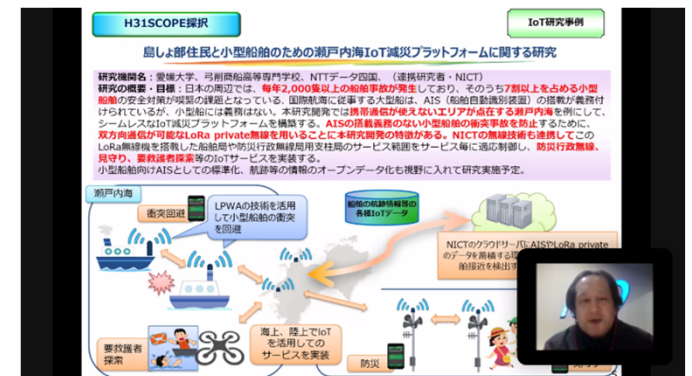 H31SCOPE採択
IoT研究事例
島しょ部住民と小型船舶のための瀬戸内海IoT減災プラットフォームに関する研究
研究機関名：愛媛大学、弓削商船高等専門学校、NTTデータ四国、（連携研究者・NICT）
研究の概要・目標：日本の周辺では、毎年2,000隻以上の船舶事故が発生しており、そのうち7割以上を占める小型
船舶の安全対策が喫緊の課題となっている。国際航海に従事する大型船は、AIS（船舶自動識別装置）の搭載が義務付
けられているが、小型船には義務はない。本研究開発では携帯通信が使えないエリアが点在する瀬戸内海を例にして、
シームレスなIoT減災プラットフォームを構築する。AISの搭載義務のない小型船舶の衝突事故を防止するために、
双方向通信が可能なLoRa private無線を用いることに本研究開発の特徴がある。NICTの無線技術も連携してこの
LoRa無線機を搭載した船舶局や防災行政無線局用支柱局のサービス範囲をサービス毎に適応制御し、防災行政無線、
見守り、要救護者探索等のIoTサービスを実装する。
小型船舶向けAISとしての標準化、航跡等の情報のオープンデータ化も視野に入れて研究実施予定。
瀬戸内海
衝突回避
LPWAの技術を活用
して小型船舶の衝突
を回避
船舶の航跡情報等の
各種IoTデータ
NICTのクラウドサーバにAISやLoRa private
のデータを蓄積する
船接近を検出す
要救護者
探索
海上、陸上でIoT
を活用しての
サービスを実装
防災